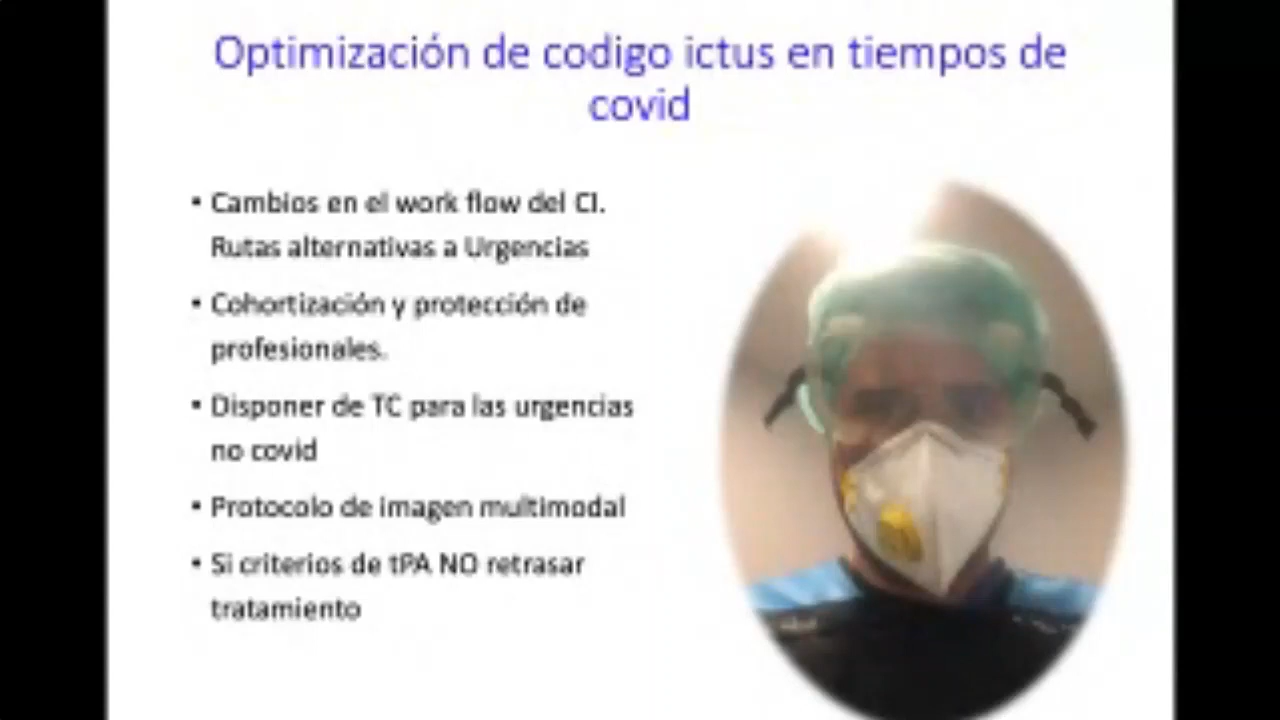 Optimización de codigo ictus en tiempos de
covid
• Cambios en el work flow del CI.
Rutas alternativas a Urgencias
• Cohortización y protección de
profesionales.
• Disponer de TC para las urgencias
no covid
• Protocolo de imagen multimodal
• Si criterios de tPA NO retrasar
tratamiento